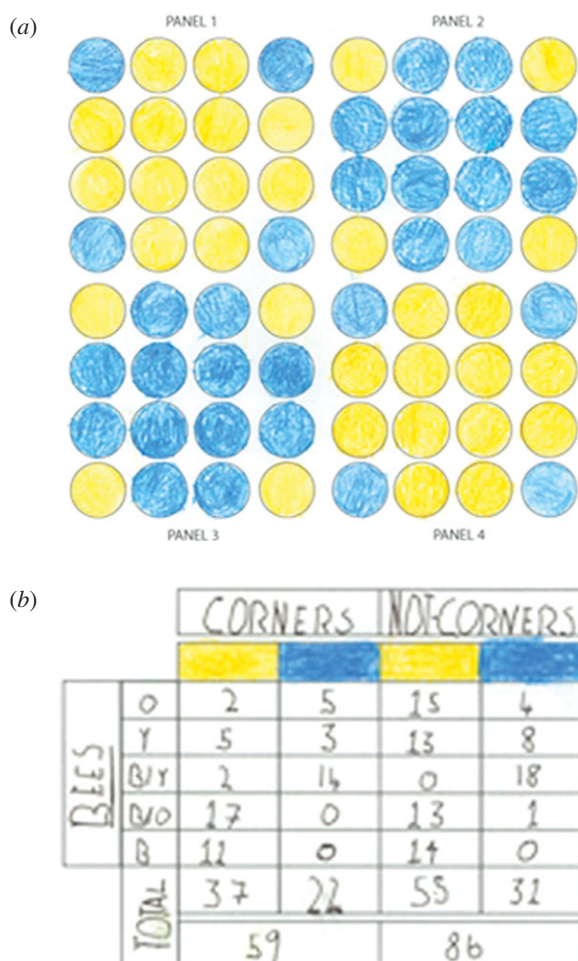 (a)
PANEL 1 PANEL 2
PANEL 3 PANEL 4
(b)
CORNERS NOT-CORNERS
BEES
O 2 5 15 4
Y 5 3 13 8
B/Y 2 14 0 18
B/O 17 0 13 1
B 11 0 14 0
TOTAL 37 22 55 31
59 86